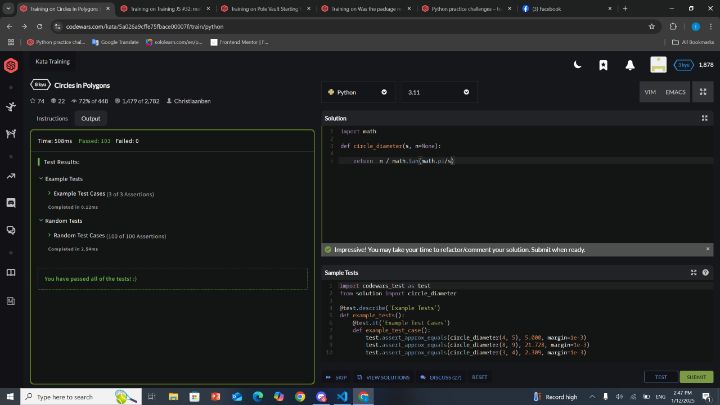 Training on Circles in Polygons
Training on Training JS #32: me
Training on Pole Vault Starting
Training on Was the package re
Python practice challenges – fo
(3) Facebook
codewars.com/kata/5a026a9cffe75fbace00007f/train/python
Python practice chal...
Google Translate
sololearn.com/en/p...
Frontend Mentor | F...
All Bookmarks
Kata Training
8 kyu
Circles in Polygons
3 kyu
1,878
74
22
72% of 448
1,479 of 2,782
Christiaanben
Python
3.11
VIM
EMACS
Instructions
Output
Solution
Time: 508ms Passed: 103 Failed: 0
Test Results:
Example Tests
Example Test Cases (3 of 3 Assertions)
Completed in 0.12ms
Random Tests
Random Test Cases (100 of 100 Assertions)
Completed in 2.54ms
You have passed all of the tests! :)
1 import math
2
3 def circle_diameter(s, n=None):
4
5 return n / math.tan(math.pi/s)
Impressive! You may take your time to refactor/comment your solution. Submit when ready.
Sample Tests
1 import codewars_test as test
2 from solution import circle_diameter
3
4 @test.describe('Example Tests')
5 def example_tests():
6 @test.it('Example Test Cases')
7 def example_test_case():
8 test.assert_approx_equals(circle_diameter(4, 5), 5.000, margin=1e-3)
9 test.assert_approx_equals(circle_diameter(8, 9), 21.728, margin=1e-3)
10 test.assert_approx_equals(circle_diameter(3, 4), 2.309, margin=1e-3)
SKIP
VIEW SOLUTIONS
DISCUSS (27)
RESET
TEST
SUBMIT
Type here to search
Record high
ENG
2:47 PM
1/12/2025